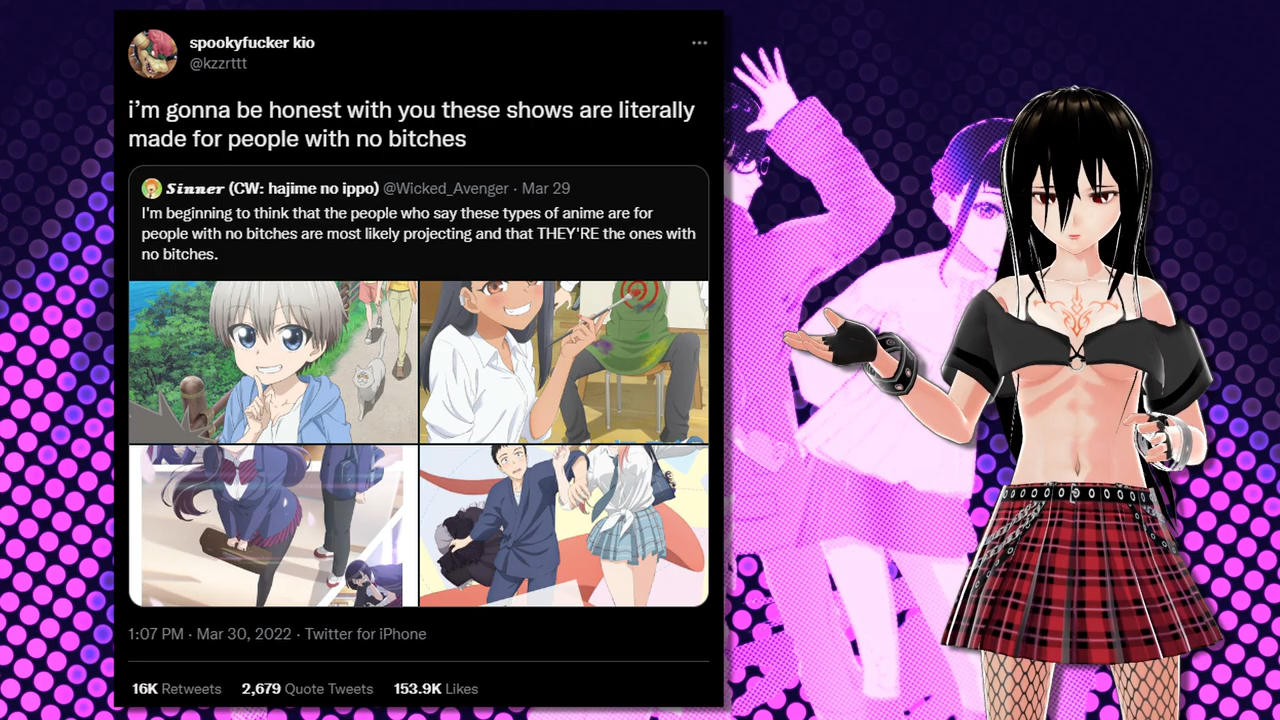 spookyfucker kio
@kzzrttt
i'm gonna be honest with you these shows are literally
made for people with no bitches
Sinner (CW: hajime no ippo) @Wicked_Avenger · Mar 29
I'm beginning to think that the people who say these types of anime are for
people with no bitches are most likely projecting and that THEY'RE the ones with
no bitches.
1:07 PM · Mar 30, 2022 · Twitter for iPhone
16K Retweets 2,679 Quote Tweets 153.9K Likes